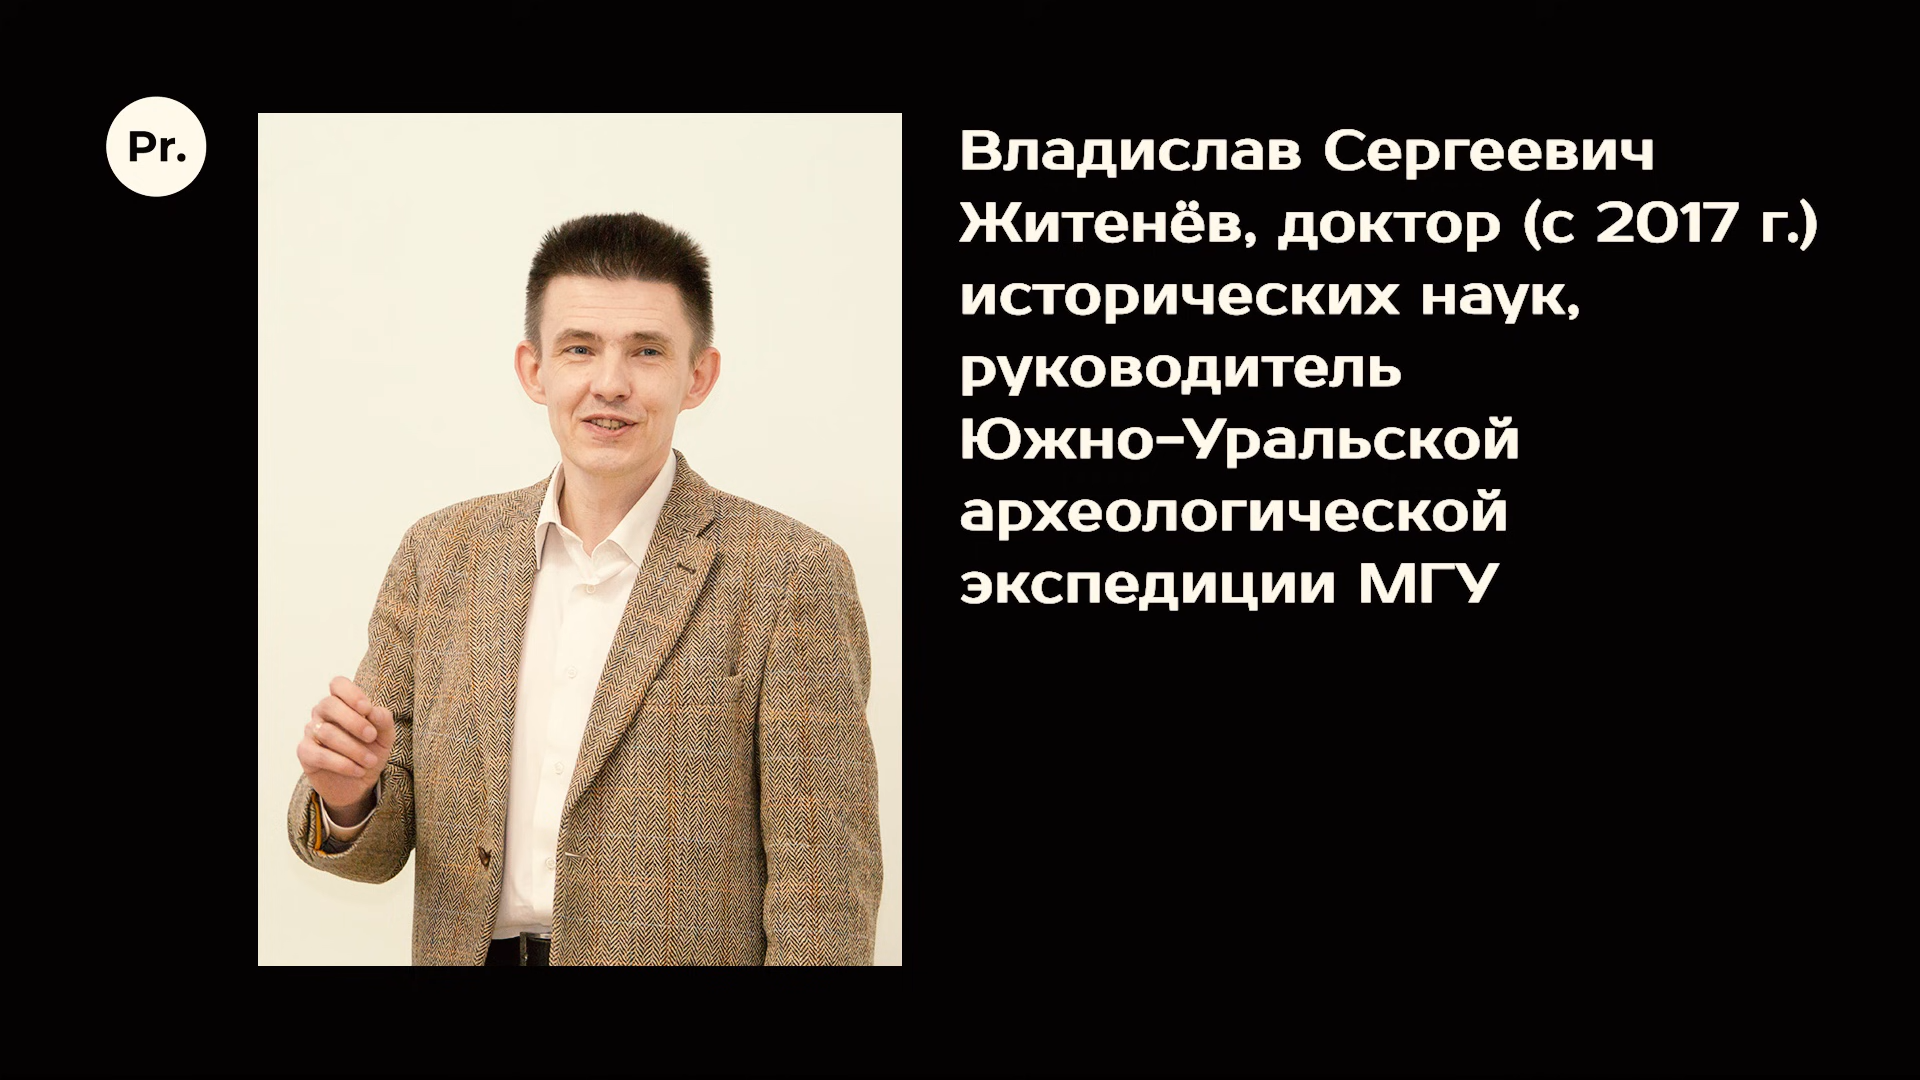 Pr.
Владислав Сергеевич
Житенёв, доктор (с 2017 г.)
исторических наук,
руководитель
Южно-Уральской
археологической
экспедиции МГУ